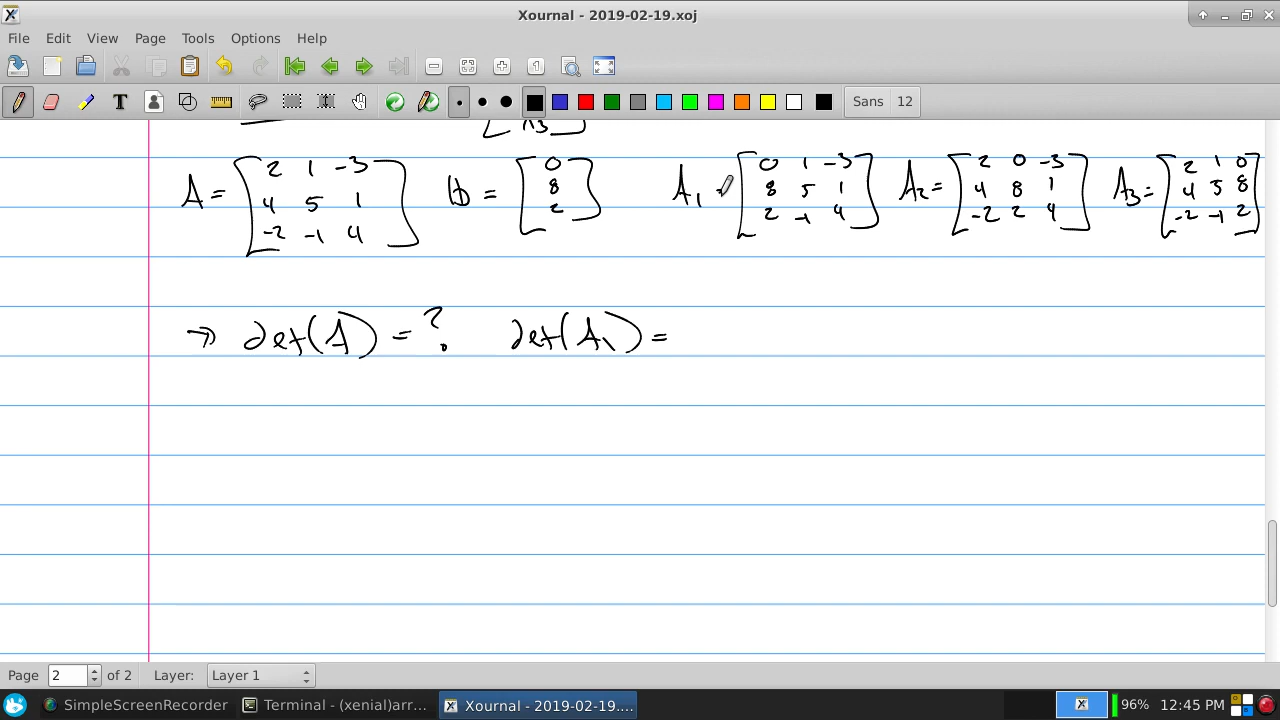 Xournal - 2019-02-19.xoj
File Edit View Page Tools Options Help
Sans 12
A = [ 2 1 -3 b = [ 0 A₁ = [ 0 1 -3 A₂ = [ 2 0 -3 A₃ = [ 2 1 0
4 5 1 8 8 5 1 4 8 1 4 5 8
-2 -1 4 ] 2 ] 2 -1 4 ] -2 2 4 ] -2 -1 2 ]
→ det(A) = ? det(A₁) =
Page 2 of 2 Layer: Layer 1
SimpleScreenRecorder Terminal - (xenial)arr... Xournal - 2019-02-19.... 96% 12:45 PM